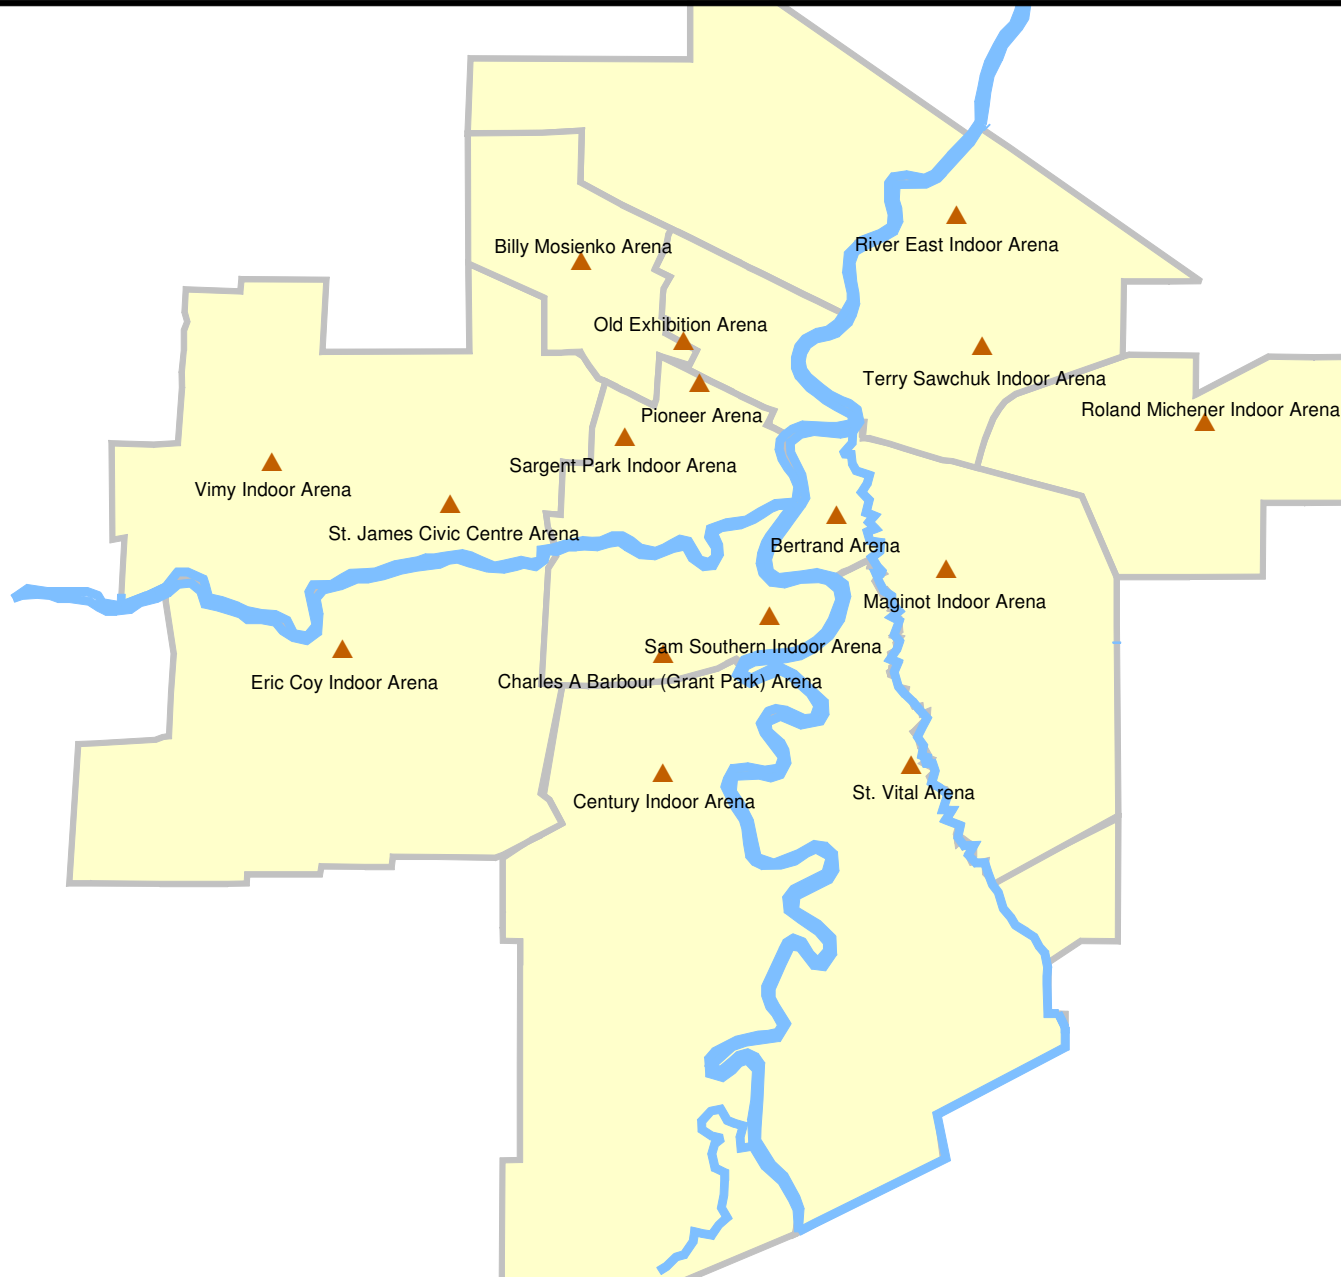 River East Indoor Arena
Billy Mosienko Arena
Old Exhibition Arena
Terry Sawchuk Indoor Arena
Roland Michener Indoor Arena
Pioneer Arena
Sargent Park Indoor Arena
Vimy Indoor Arena
St. James Civic Centre Arena
Bertrand Arena
Maginot Indoor Arena
Sam Southern Indoor Arena
Eric Coy Indoor Arena
Charles A Barbour (Grant Park) Arena
St. Vital Arena
Century Indoor Arena